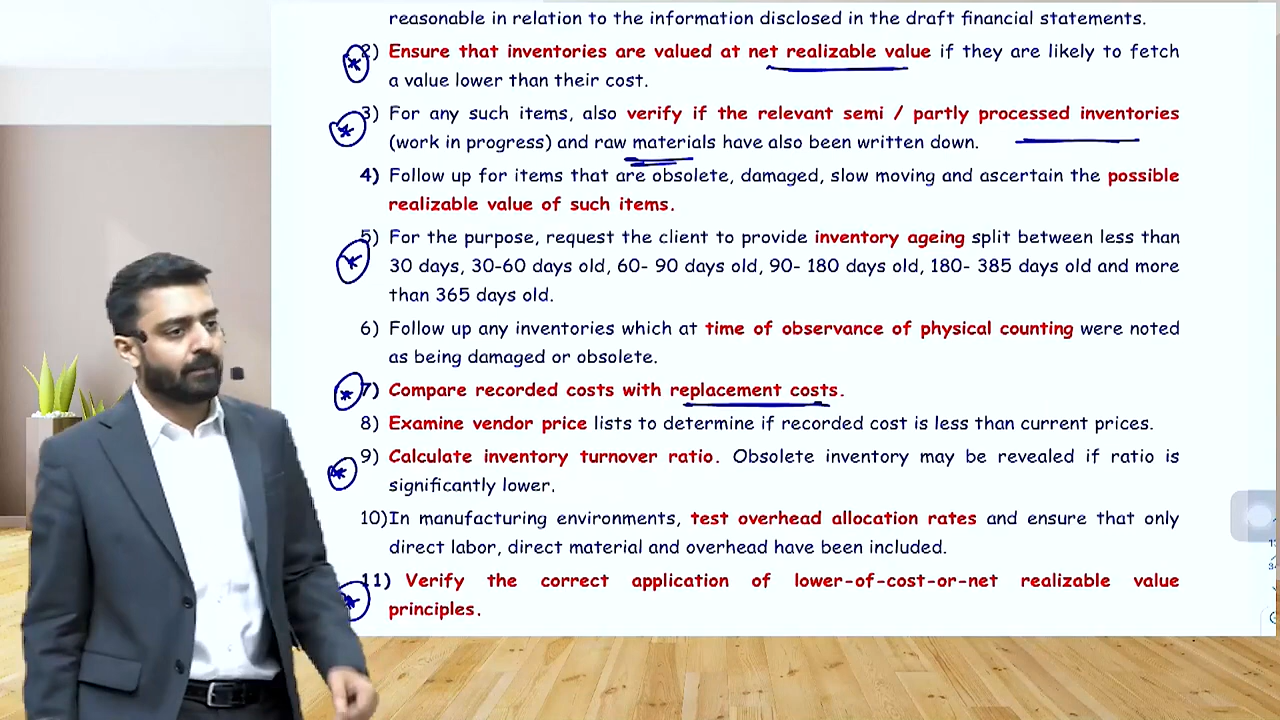 reasonable in relation to the information disclosed in the draft financial statements.
2) Ensure that inventories are valued at net realizable value if they are likely to fetch
a value lower than their cost.
3) For any such items, also verify if the relevant semi / partly processed inventories
(work in progress) and raw materials have also been written down.
4) Follow up for items that are obsolete, damaged, slow moving and ascertain the possible
realizable value of such items.
5) For the purpose, request the client to provide inventory ageing split between less than
30 days, 30-60 days old, 60- 90 days old, 90- 180 days old, 180- 385 days old and more
than 365 days old.
6) Follow up any inventories which at time of observance of physical counting were noted
as being damaged or obsolete.
7) Compare recorded costs with replacement costs.
8) Examine vendor price lists to determine if recorded cost is less than current prices.
9) Calculate inventory turnover ratio. Obsolete inventory may be revealed if ratio is
significantly lower.
10)In manufacturing environments, test overhead allocation rates and ensure that only
direct labor, direct material and overhead have been included.
11) Verify the correct application of lower-of-cost-or-net realizable value
principles.